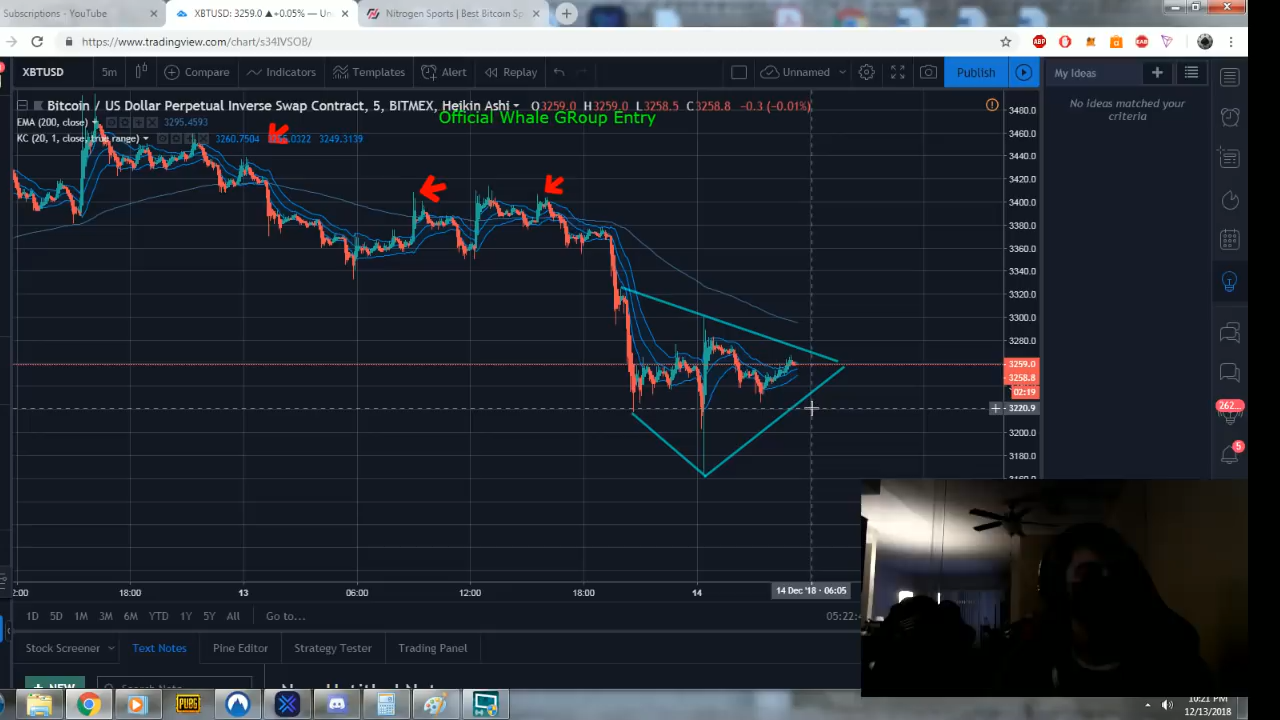 Subscriptions - YouTube
XBTUSD: 3259.0 ▲+0.05% — Un
Nitrogen Sports | Best Bitcoin Sp
https://www.tradingview.com/chart/s34IVSOB/
ABP
XBTUSD
5m
Compare
Indicators
Templates
Alert
Replay
Unnamed
Publish
My Ideas
Bitcoin / US Dollar Perpetual Inverse Swap Contract, 5, BITMEX, Heikin Ashi
O3259.0 H3259.0 L3258.5 C3258.8 -0.3 (-0.01%)
Official Whale GRoup Entry
EMA (200, close)
3295.4593
3260.7504
3249.3139
No ideas matched your
criteria
3480.0
3460.0
3440.0
3420.0
3400.0
3380.0
3360.0
3340.0
3320.0
3300.0
3280.0
3259.0
3258.8
02:19
3220.9
3200.0
3180.0
262...
5
2:00
18:00
13
06:00
12:00
18:00
14
14 Dec '18 - 06:05
1D
5D
1M
3M
6M
YTD
1Y
5Y
All
Go to...
05:22:4
Stock Screener
Text Notes
Pine Editor
Strategy Tester
Trading Panel
PUBG
10:21 PM
12/13/2018